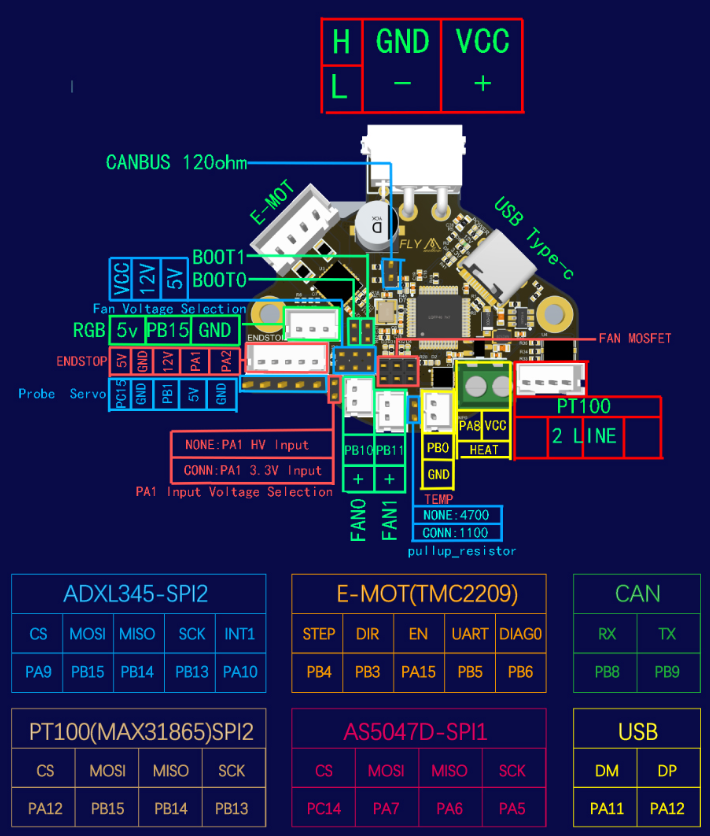 H GND VCC
L - +
CANBUS 120ohm
E-MOT
USB Type-c
D
VCK
FLY
BOOT1
BOOT0
VCC 12V 5V
Fan Voltage Selection
RGB 5v PB15 GND
ENDSTOP
FAN MOSFET
ENDSTOP 5V GND 12V PA1 PA2
Probe Servo PC15 GND PB1 5V GND
PT100
2 LINE
PA8 VCC
HEAT
NONE:PA1 HV Input
CONN:PA1 3.3V Input
PA1 Input Voltage Selection
PB10 PB11
+ +
FAN0 FAN1
PB0
GND
TEMP
NONE:4700
CONN:1100
pullup_resistor
ADXL345-SPI2
CS MOSI MISO SCK INT1
PA9 PB15 PB14 PB13 PA10
E-MOT(TMC2209)
STEP DIR EN UART DIAG0
PB4 PB3 PA15 PB5 PB6
CAN
RX TX
PB8 PB9
PT100(MAX31865)SPI2
CS MOSI MISO SCK
PA12 PB15 PB14 PB13
AS5047D-SPI1
CS MOSI MISO SCK
PC14 PA7 PA6 PA5
USB
DM DP
PA11 PA12